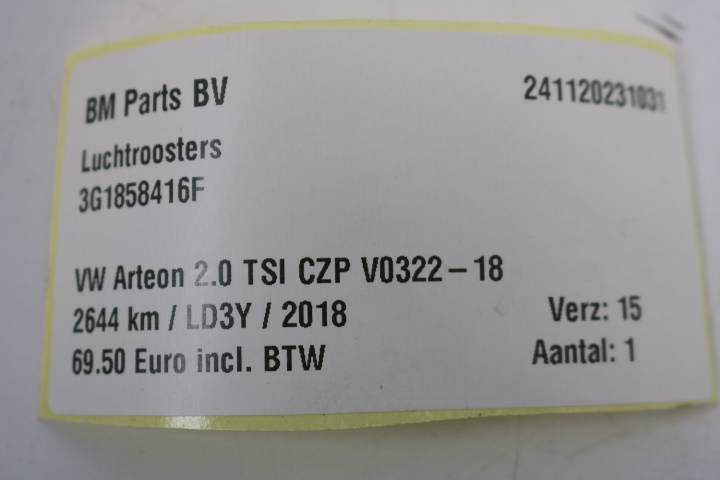 BM Parts BV 241120231031
Luchtroosters
3G1858416F
VW Arteon 2.0 TSI CZP V0322-18
2644 km / LD3Y / 2018 Verz: 15
69.50 Euro incl. BTW Aantal: 1